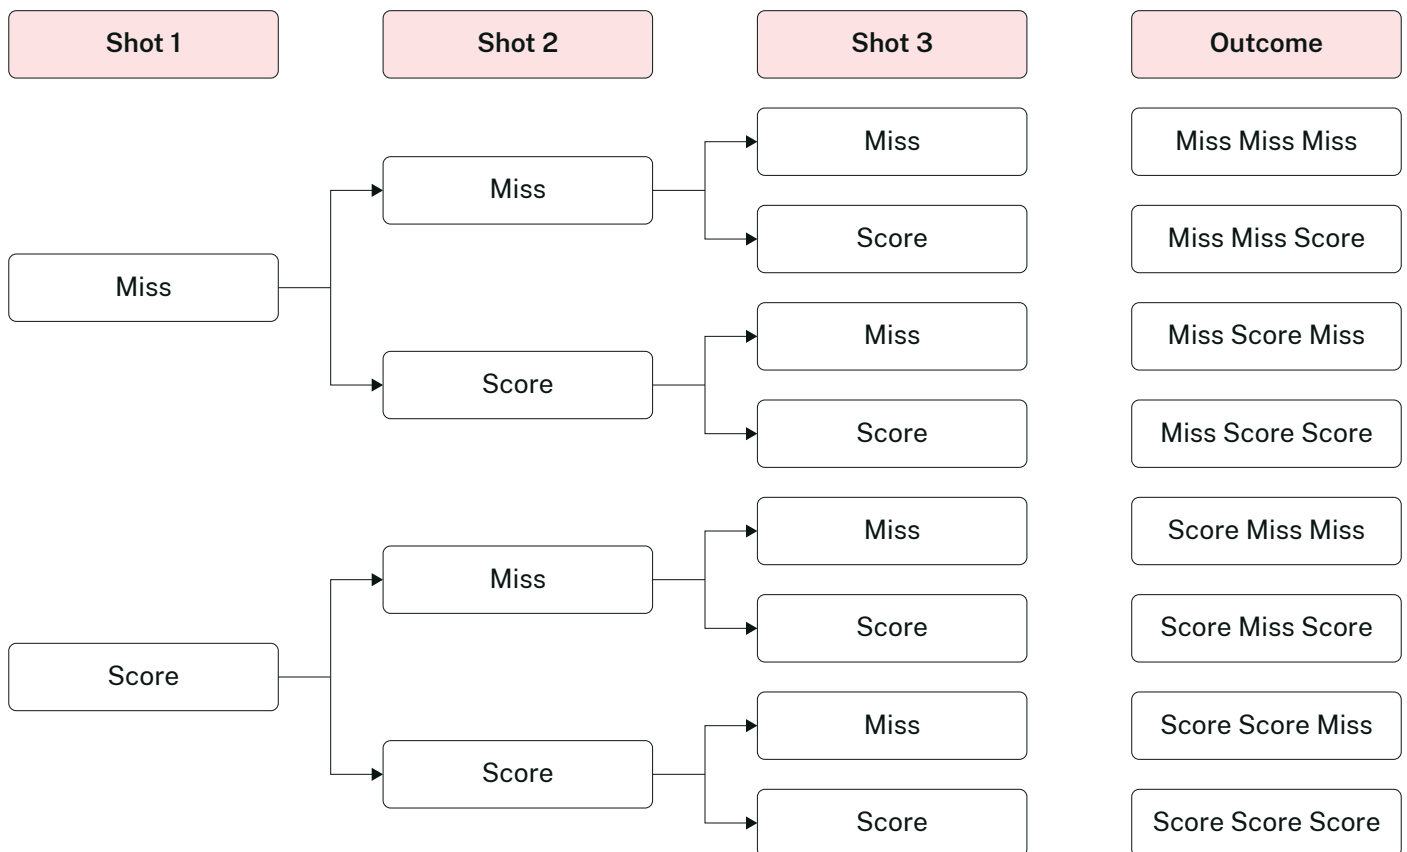 Shot 1
Shot 2
Shot 3
Outcome
Miss
Miss Miss Miss
Miss
Score
Miss Miss Score
Miss
Miss
Miss Score Miss
Score
Score
Miss Score Score
Miss
Score Miss Miss
Miss
Score
Score Miss Score
Score
Miss
Score Score Miss
Score
Score
Score Score Score